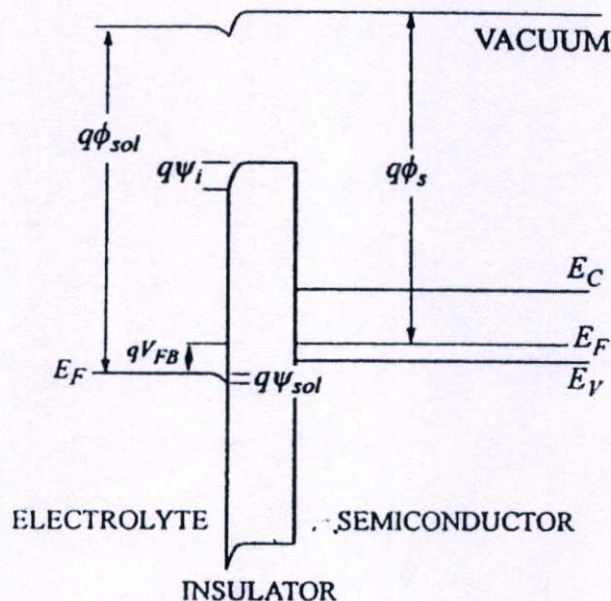 VACUUM
qϕsol
qψi
qϕs
EC
qVFB
EF
EF
qψsol
EV
ELECTROLYTE
SEMICONDUCTOR
INSULATOR